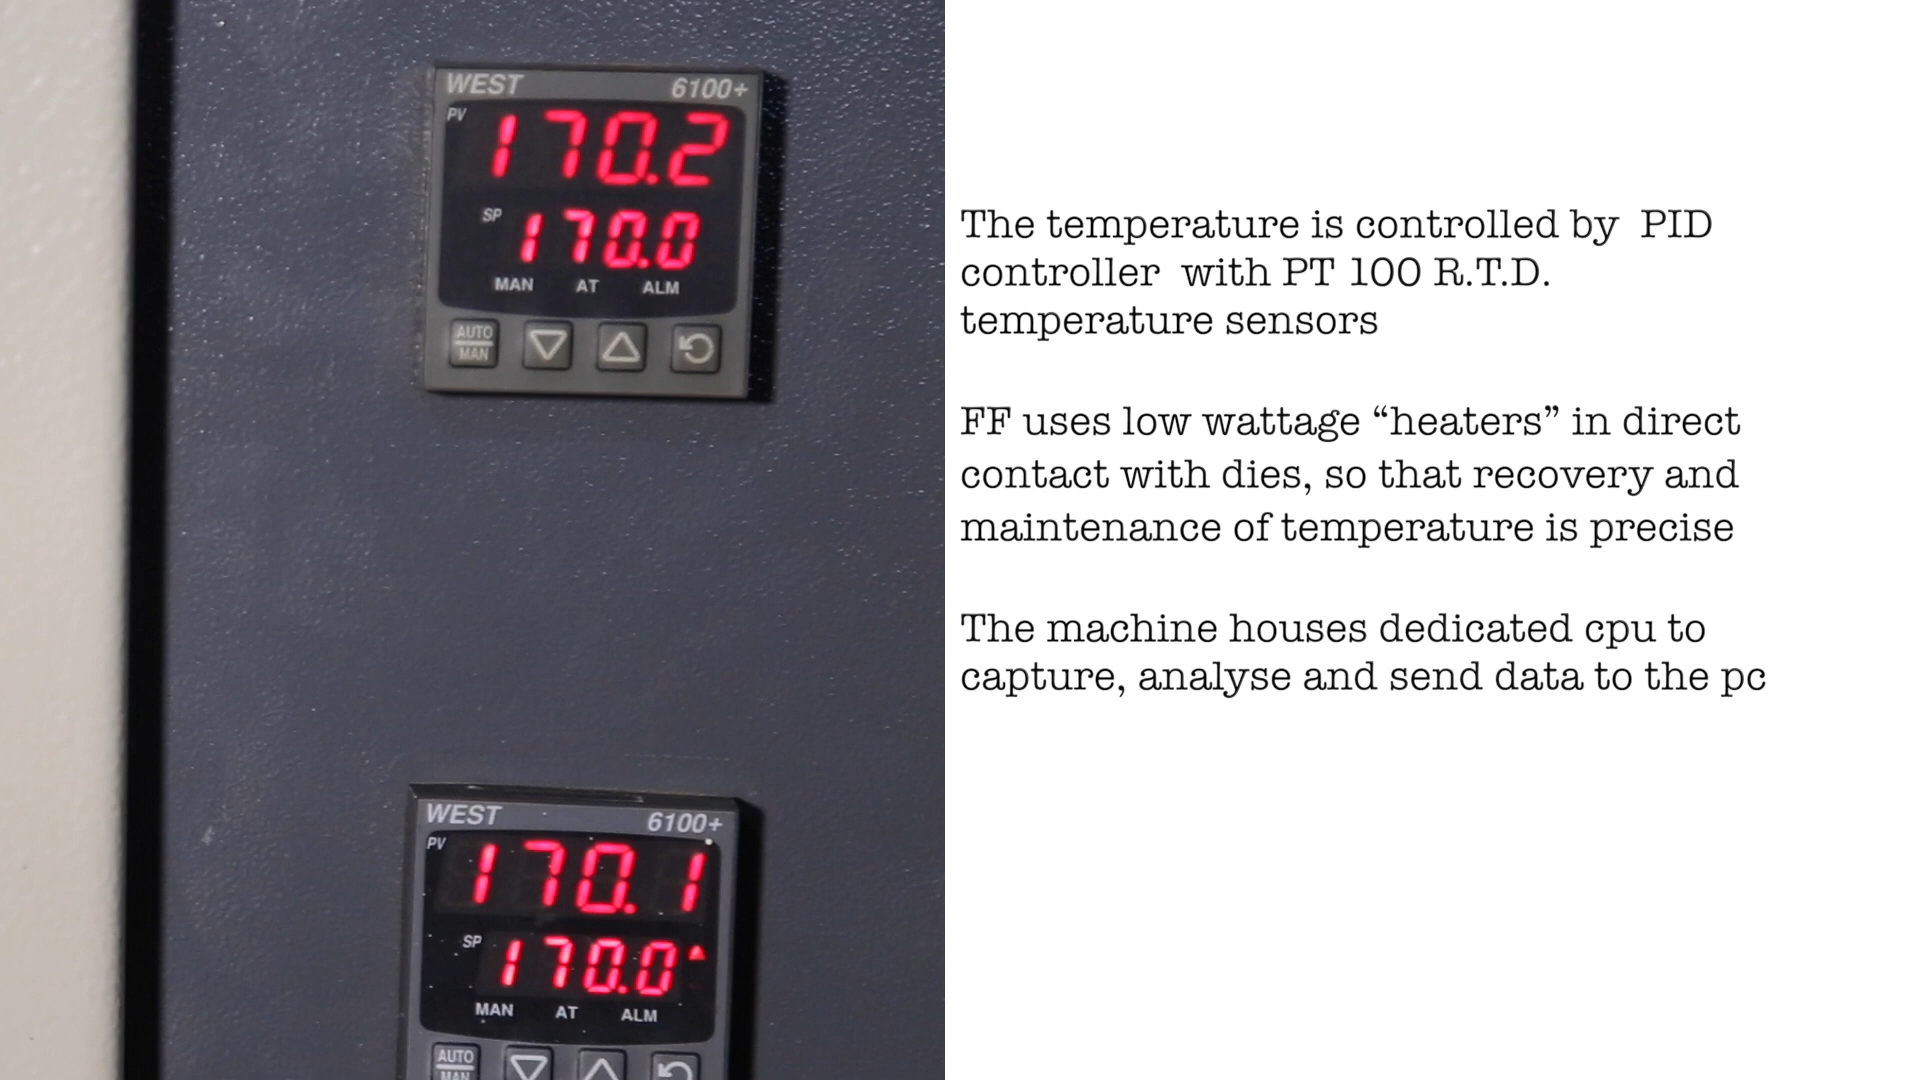 WEST 6100+
PV 170.2
SP 170.0
MAN AT ALM
AUTO
MAN
The temperature is controlled by PID
controller with PT 100 R.T.D.
temperature sensors
FF uses low wattage “heaters” in direct
contact with dies, so that recovery and
maintenance of temperature is precise
The machine houses dedicated cpu to
capture, analyse and send data to the pc
WEST 6100+
PV 170.1
SP 170.0
MAN AT ALM
AUTO
MAN